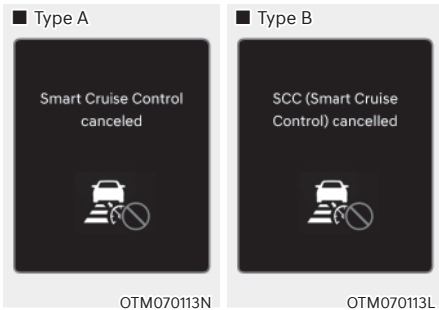 ■ Type A
Smart Cruise Control
canceled
OTM070113N
■ Type B
SCC (Smart Cruise
Control) cancelled
OTM070113L